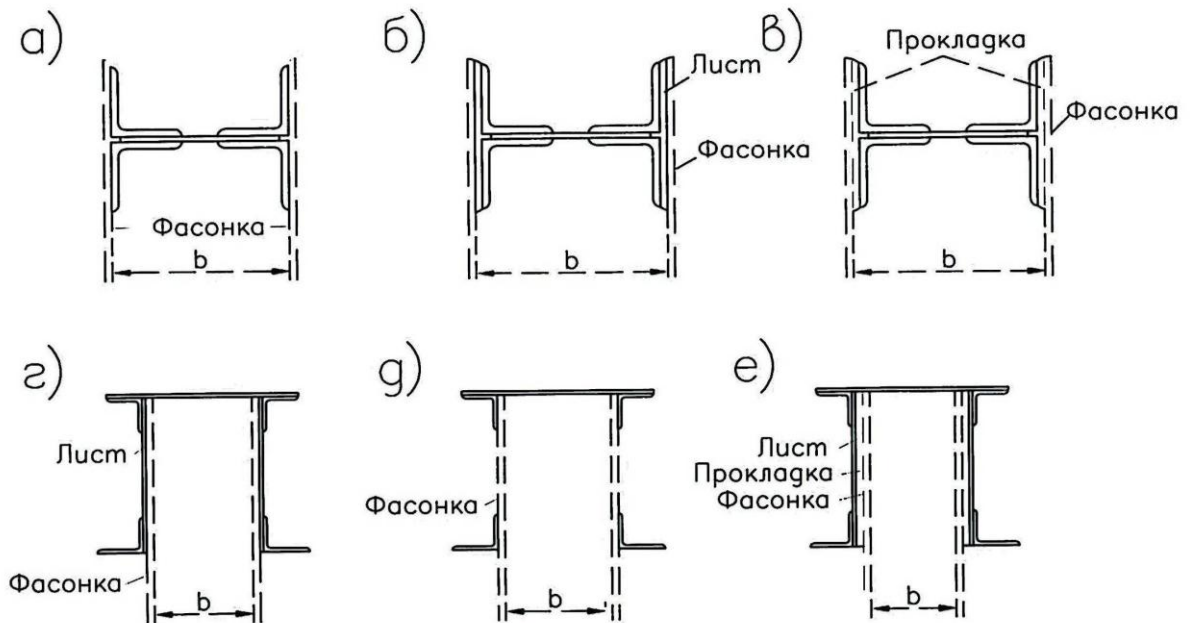 а)
Фасонка
b
б)
Лист
Фасонка
b
в)
Прокладка
Фасонка
b
г)
Лист
Фасонка
b
д)
Фасонка
b
е)
Лист
Прокладка
Фасонка
b